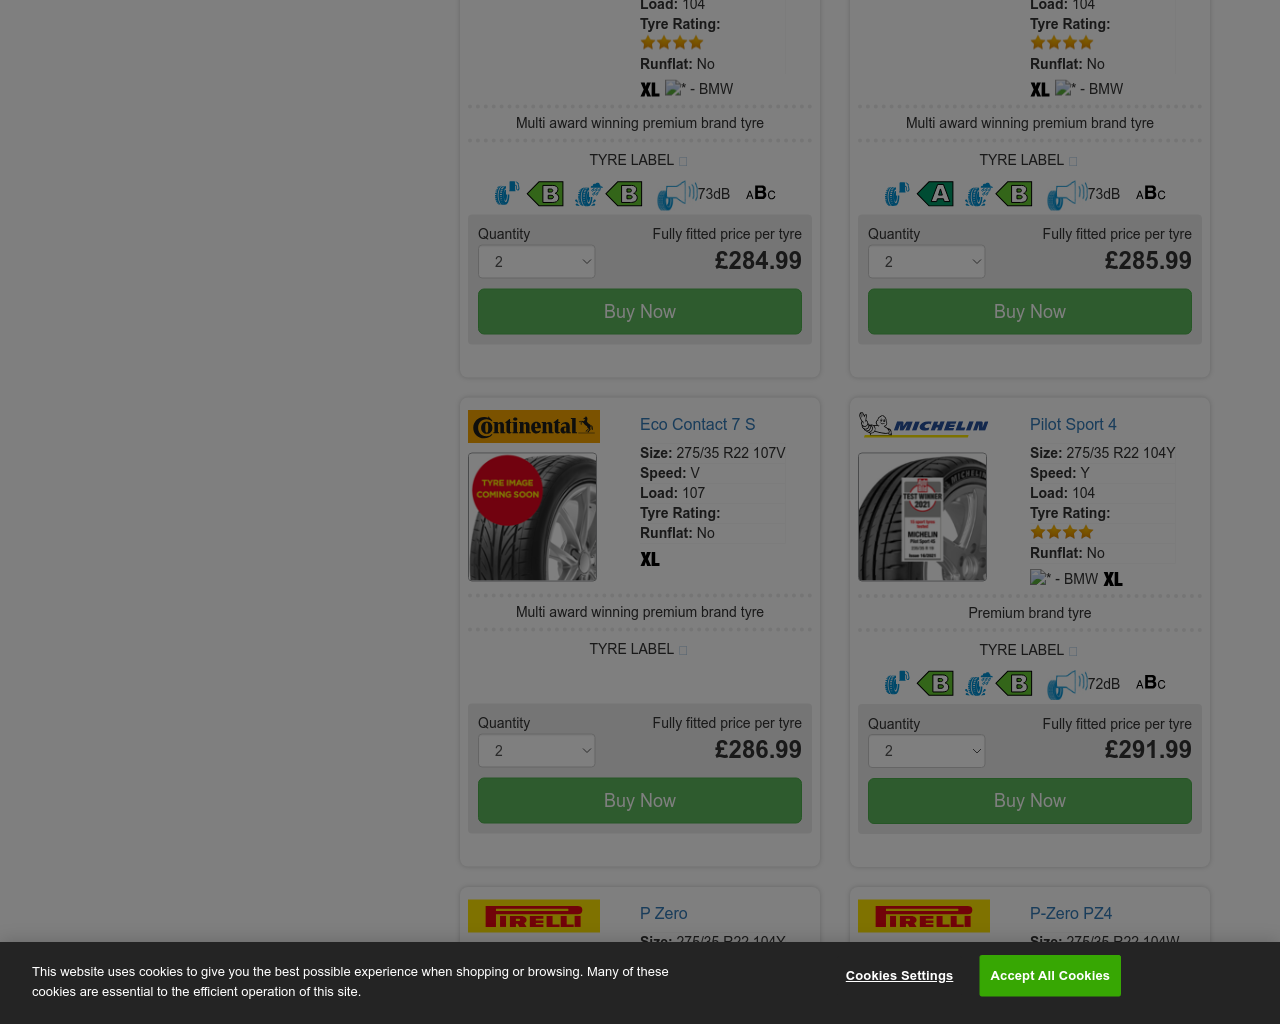 Load: 104
Tyre Rating:
Runflat: No
XL * - BMW
Multi award winning premium brand tyre
TYRE LABEL
B B 73dB ABC
Quantity
Fully fitted price per tyre
2
£284.99
Buy Now
Load: 104
Tyre Rating:
Runflat: No
XL * - BMW
Multi award winning premium brand tyre
TYRE LABEL
A B 73dB ABC
Quantity
Fully fitted price per tyre
2
£285.99
Buy Now
Continental
TYRE IMAGE
COMING SOON
Eco Contact 7 S
Size: 275/35 R22 107V
Speed: V
Load: 107
Tyre Rating:
Runflat: No
XL
Multi award winning premium brand tyre
TYRE LABEL
Quantity
Fully fitted price per tyre
2
£286.99
Buy Now
MICHELIN
TEST WINNER
2021
MICHELIN
Pilot Sport 4
Size: 275/35 R22 104Y
Speed: Y
Load: 104
Tyre Rating:
Runflat: No
* - BMW XL
Premium brand tyre
TYRE LABEL
B B 72dB ABC
Quantity
Fully fitted price per tyre
2
£291.99
Buy Now
PIRELLI
P Zero
Size: 275/35 R22 104Y
PIRELLI
P-Zero PZ4
Size: 275/35 R22 104W
This website uses cookies to give you the best possible experience when shopping or browsing. Many of these
cookies are essential to the efficient operation of this site.
Cookies Settings
Accept All Cookies